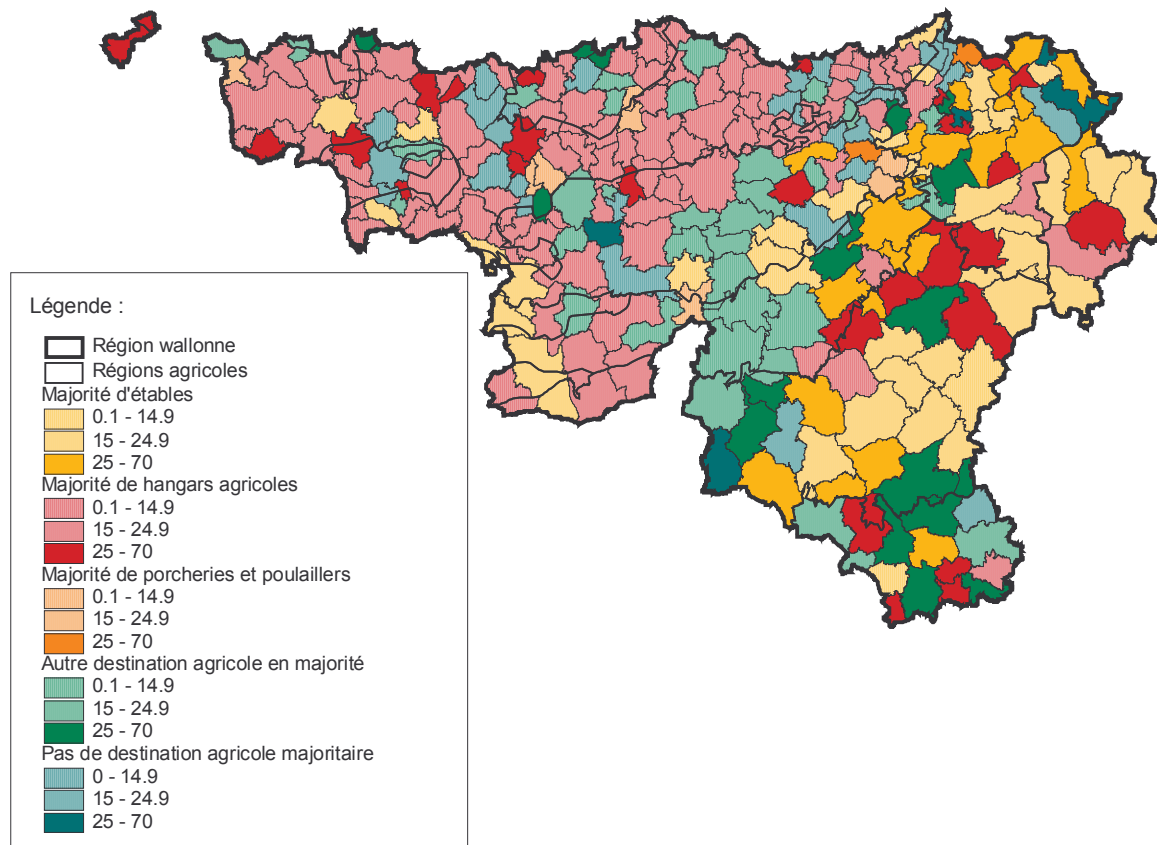 Légende :
Région wallonne
Régions agricoles
Majorité d'étables
0.1 - 14.9
15 - 24.9
25 - 70
Majorité de hangars agricoles
0.1 - 14.9
15 - 24.9
25 - 70
Majorité de porcheries et poulaillers
0.1 - 14.9
15 - 24.9
25 - 70
Autre destination agricole en majorité
0.1 - 14.9
15 - 24.9
25 - 70
Pas de destination agricole majoritaire
0 - 14.9
15 - 24.9
25 - 70